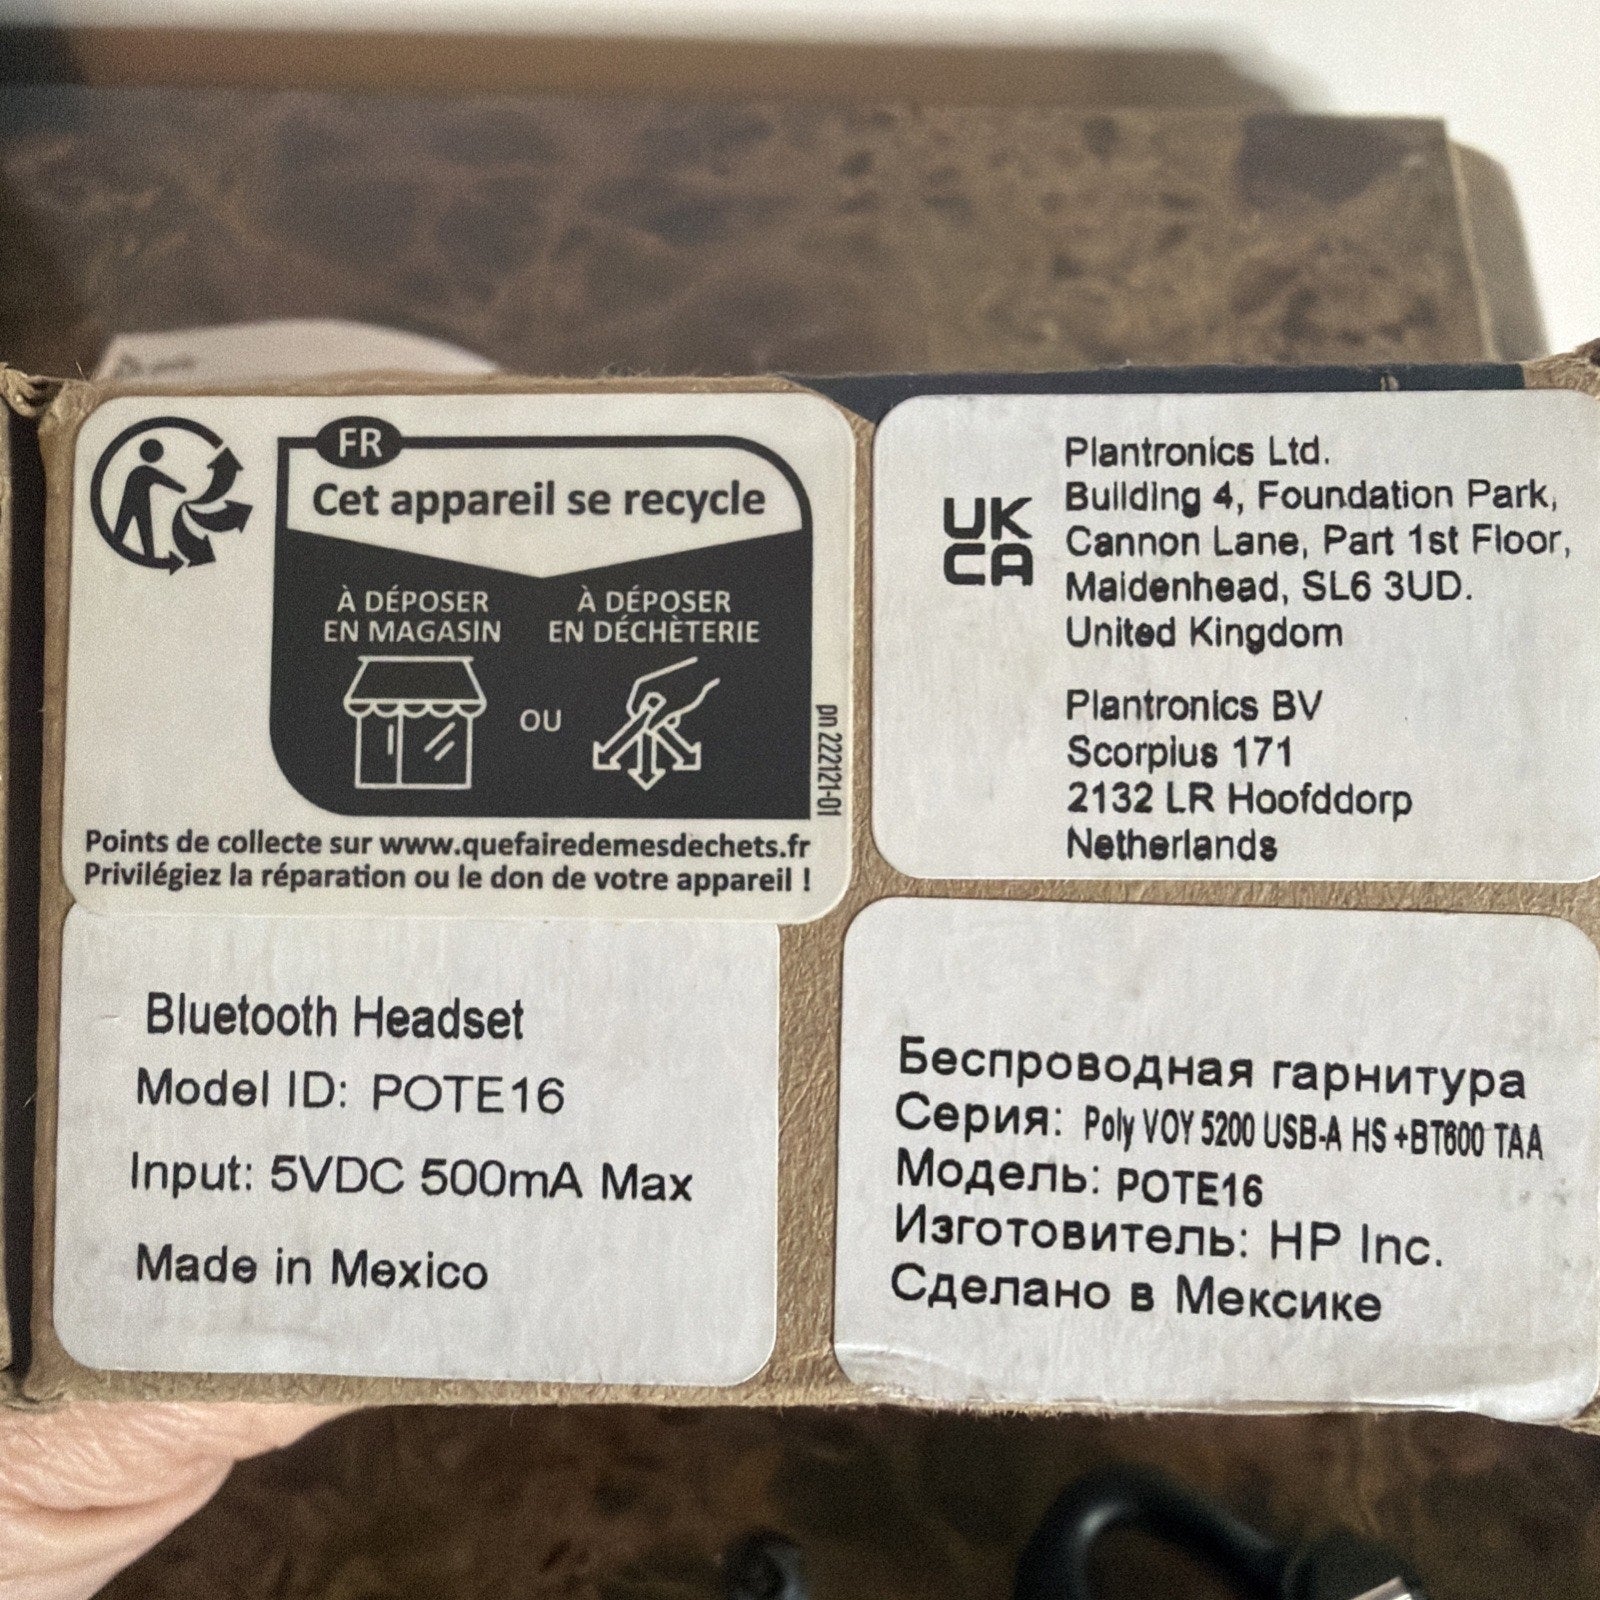 FR
Cet appareil se recycle
À DÉPOSER
EN MAGASIN
OU
À DÉPOSER
EN DÉCHÈTERIE
pn 222121-01
Points de collecte sur www.quefairedemesdechets.fr
Privilégiez la réparation ou le don de votre appareil !
UK
CA
Plantronics Ltd.
Building 4, Foundation Park,
Cannon Lane, Part 1st Floor,
Maidenhead, SL6 3UD.
United Kingdom
Plantronics BV
Scorpius 171
2132 LR Hoofddorp
Netherlands
Bluetooth Headset
Model ID: POTE16
Input: 5VDC 500mA Max
Made in Mexico
Беспроводная гарнитура
Серия: Poly VOY 5200 USB-A HS +BT600 TAA
Модель: POTE16
Изготовитель: HP Inc.
Сделано в Мексике